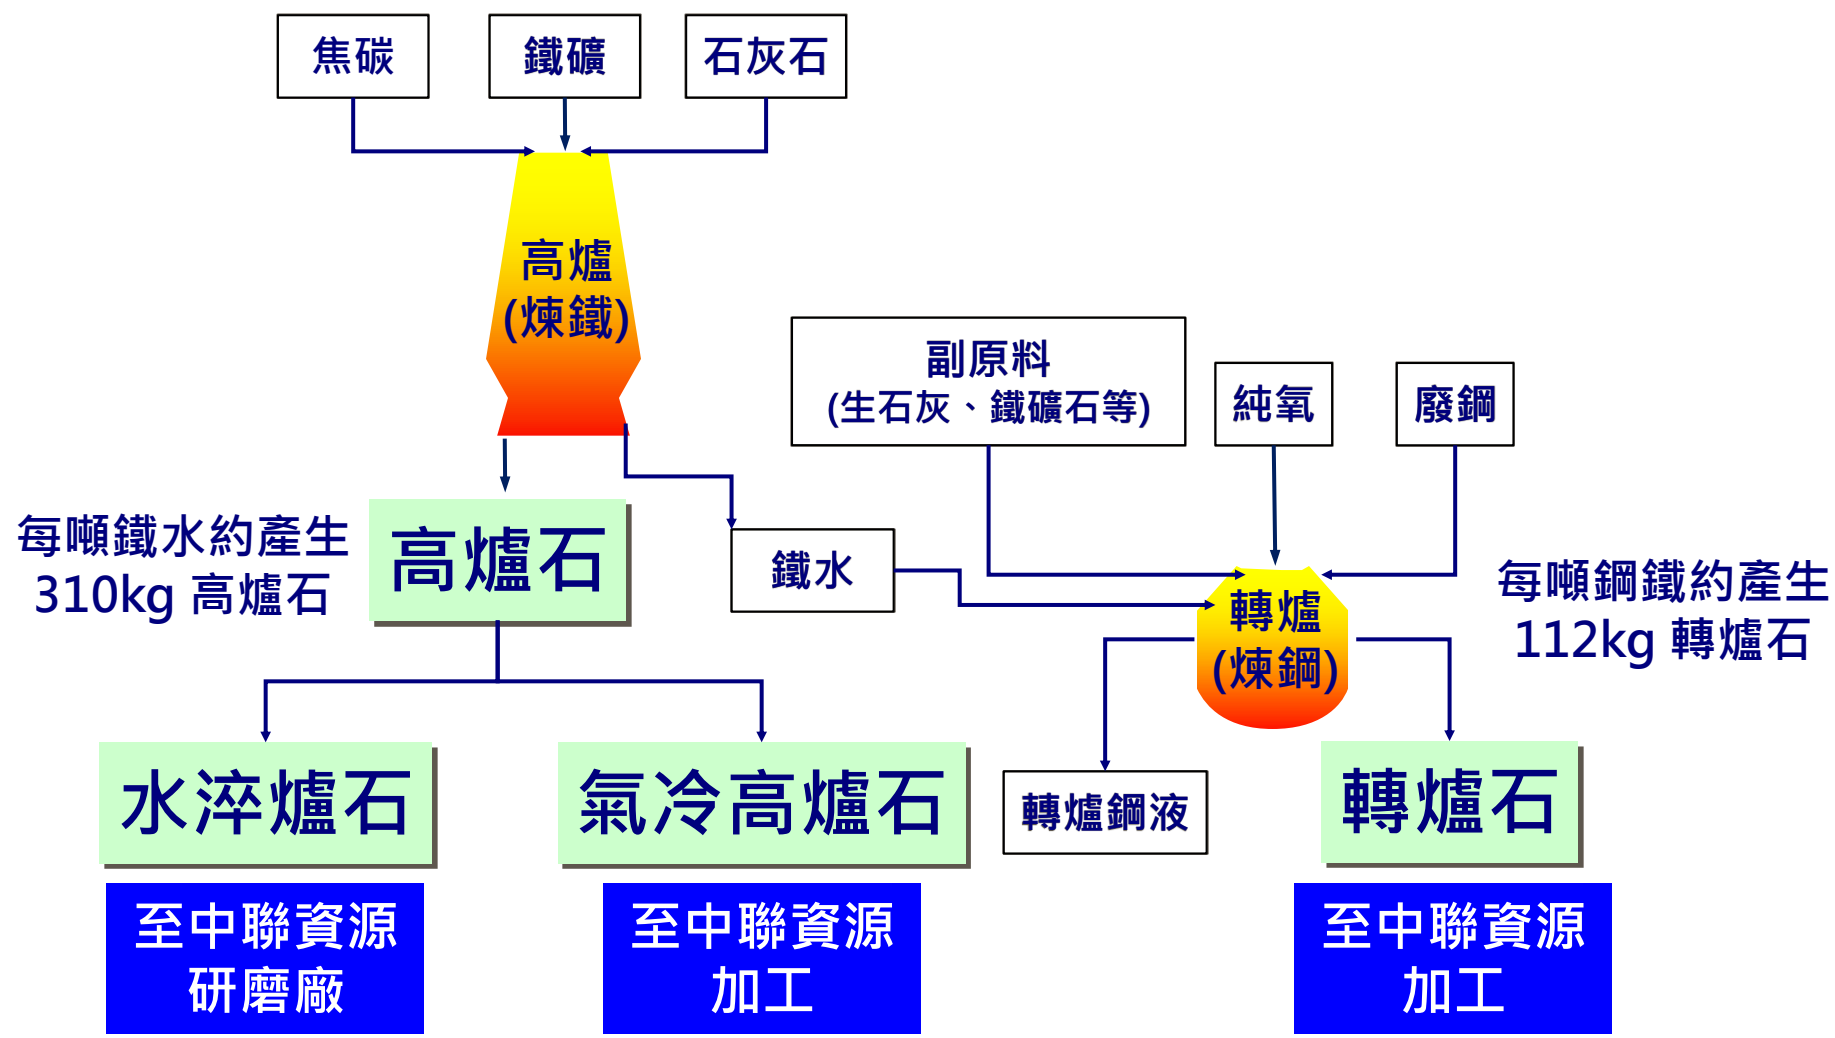 焦碳
鐵礦
石灰石
高爐
(煉鐵)
副原料
(生石灰、鐵礦石等)
純氧
廢鋼
每噸鐵水約產生
310kg 高爐石
高爐石
鐵水
轉爐
(煉鋼)
每噸鋼鐵約產生
112kg 轉爐石
水淬爐石
氣冷高爐石
轉爐鋼液
轉爐石
至中聯資源
研磨廠
至中聯資源
加工
至中聯資源
加工